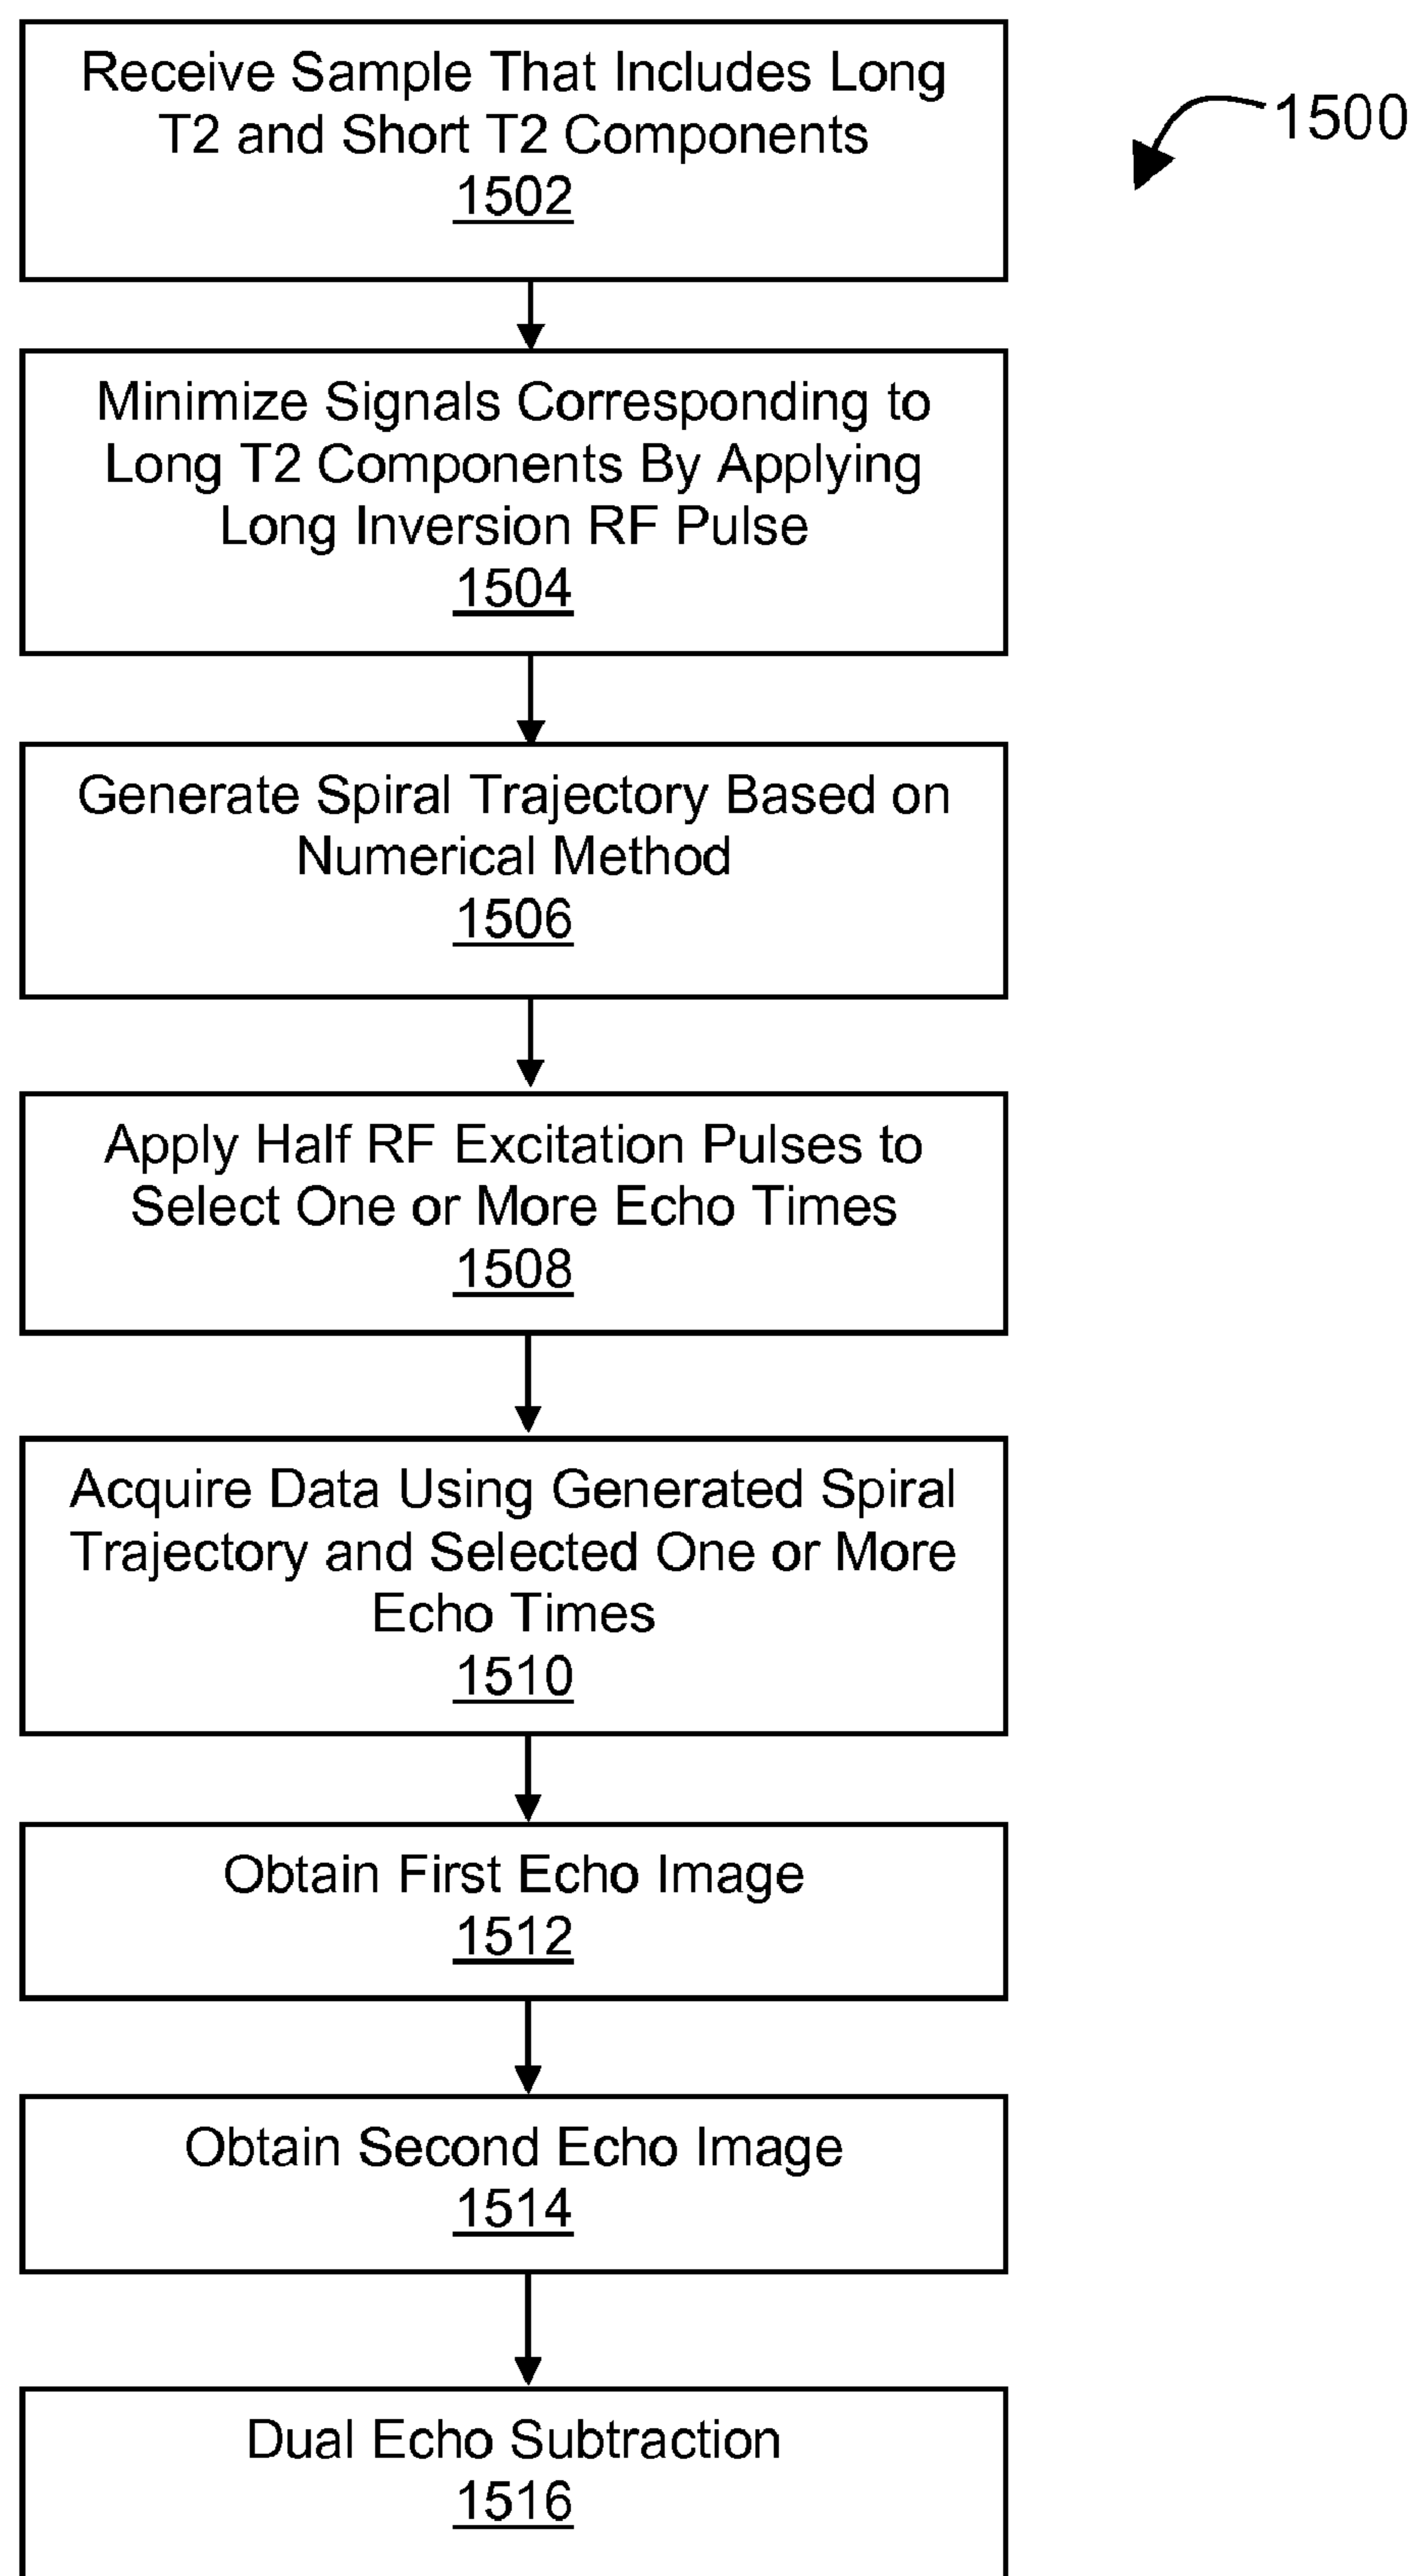 Receive Sample That Includes Long
T2 and Short T2 Components
1502
1500
Minimize Signals Corresponding to
Long T2 Components By Applying
Long Inversion RF Pulse
1504
Generate Spiral Trajectory Based on
Numerical Method
1506
Apply Half RF Excitation Pulses to
Select One or More Echo Times
1508
Acquire Data Using Generated Spiral
Trajectory and Selected One or More
Echo Times
1510
Obtain First Echo Image
1512
Obtain Second Echo Image
1514
Dual Echo Subtraction
1516